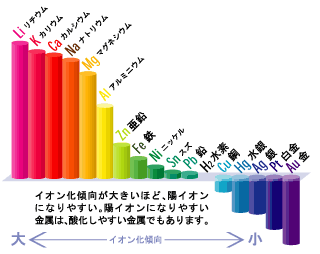 Li リチウム
K カリウム
Ca カルシウム
Na ナトリウム
Mg マグネシウム
Al アルミニウム
Zn 亜鉛
Fe 鉄
Ni ニッケル
Sn スズ
Pb 鉛
H2 水素
Cu 銅
Hg 水銀
Ag 銀
Pt 白金
Au 金
イオン化傾向が大きいほど、陽イオン
になりやすい。陽イオンになりやすい
金属は、酸化しやすい金属でもあります。
大 イオン化傾向 小